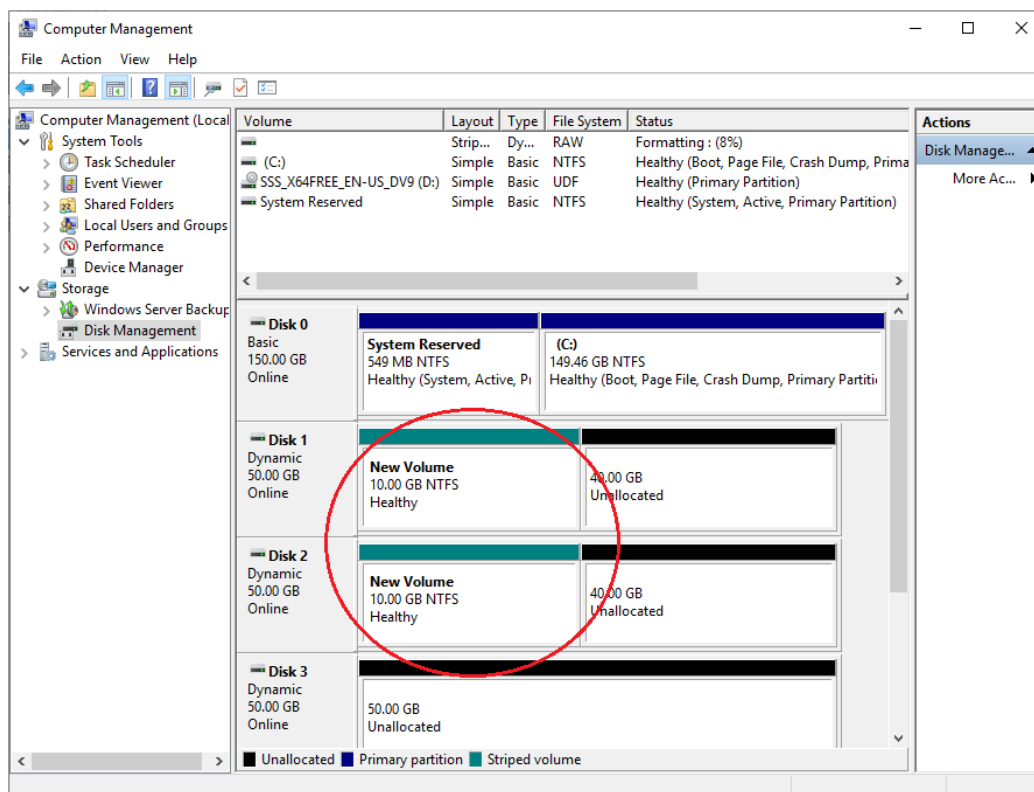 Computer Management
File Action View Help
Computer Management (Local
System Tools
Task Scheduler
Event Viewer
Shared Folders
Local Users and Groups
Performance
Device Manager
Storage
Windows Server Backup
Disk Management
Services and Applications
Volume Layout Type File System Status
Strip... Dy... RAW Formatting : (8%)
(C:) Simple Basic NTFS Healthy (Boot, Page File, Crash Dump, Prima
SSS_X64FREE_EN-US_DV9 (D:) Simple Basic UDF Healthy (Primary Partition)
System Reserved Simple Basic NTFS Healthy (System, Active, Primary Partition)
Disk 0
Basic
150.00 GB
Online
System Reserved
549 MB NTFS
Healthy (System, Active, Pi
(C:)
149.46 GB NTFS
Healthy (Boot, Page File, Crash Dump, Primary Partiti
Disk 1
Dynamic
50.00 GB
Online
New Volume
10.00 GB NTFS
Healthy
40.00 GB
Unallocated
Disk 2
Dynamic
50.00 GB
Online
New Volume
10.00 GB NTFS
Healthy
40.00 GB
Unallocated
Disk 3
Dynamic
50.00 GB
Online
50.00 GB
Unallocated
Unallocated Primary partition Striped volume
Actions
Disk Manage...
More Ac...